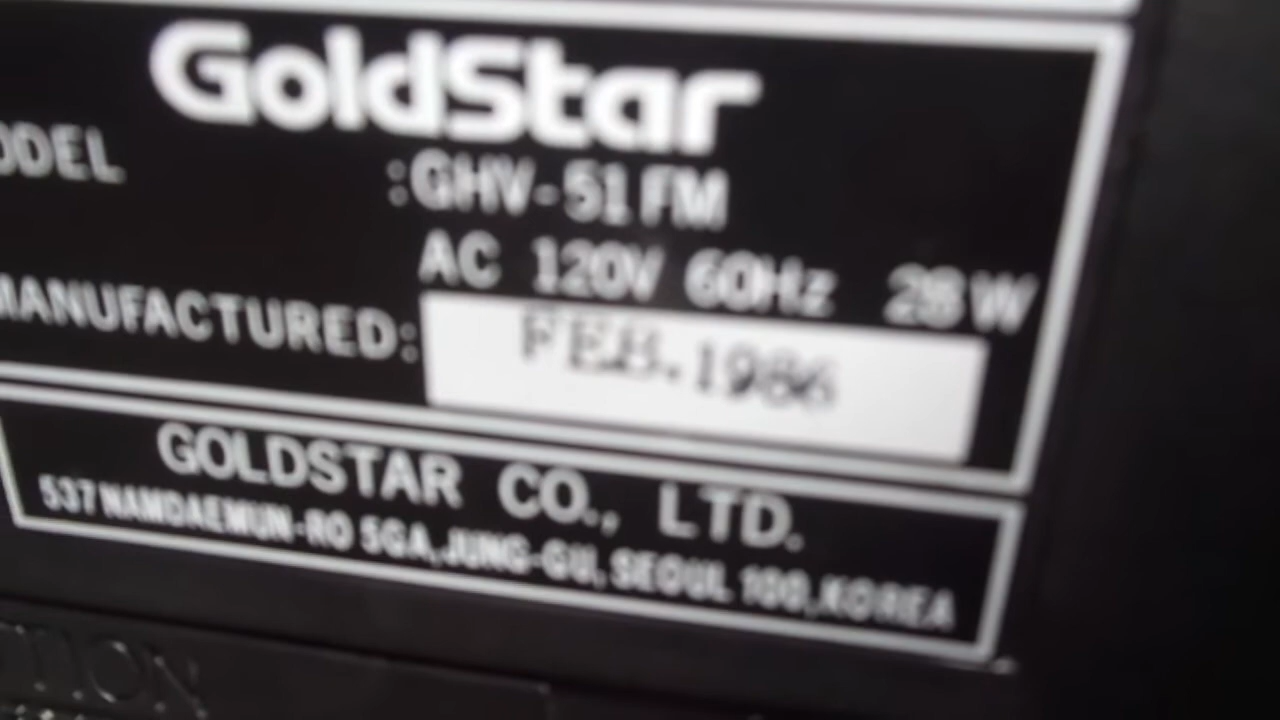 GoldStar
ODEL :GHV-51FM
AC 120V 60Hz 28W
MANUFACTURED: FEB.1986
GOLDSTAR CO., LTD.
537 NAMDAEMUN-RO 5GA, JUNG-GU, SEOUL 100, KOREA
TION